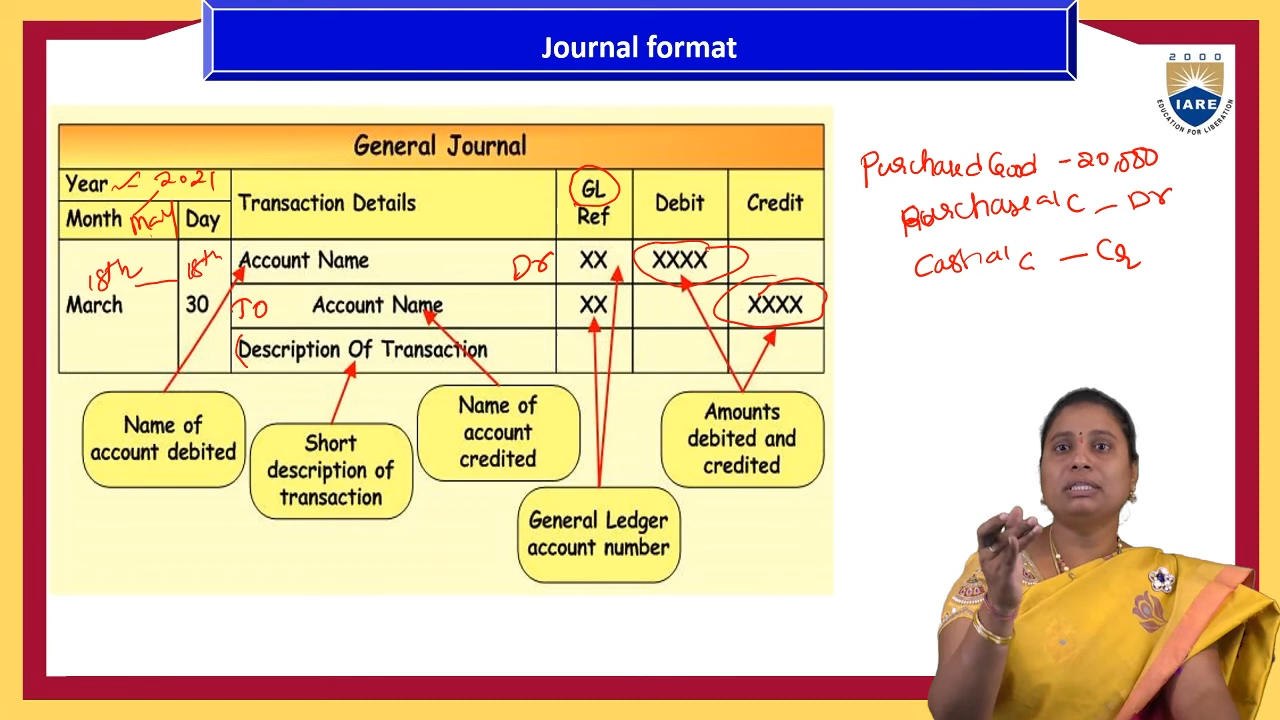 Journal format
2000
IARE
EDUCATION FOR LIBERATION
General Journal
Year 2021
Month May Day
Transaction Details
GL
Ref
Debit
Credit
18th 18th Account Name Dr XX XXXX
March 30 TO Account Name XX XXXX
(Description Of Transaction
Name of
account debited
Short
description of
transaction
Name of
account
credited
General Ledger
account number
Amounts
debited and
credited
Purchased Good - 20,000
Purchase a/c - Dr
Cash a/c - Cr